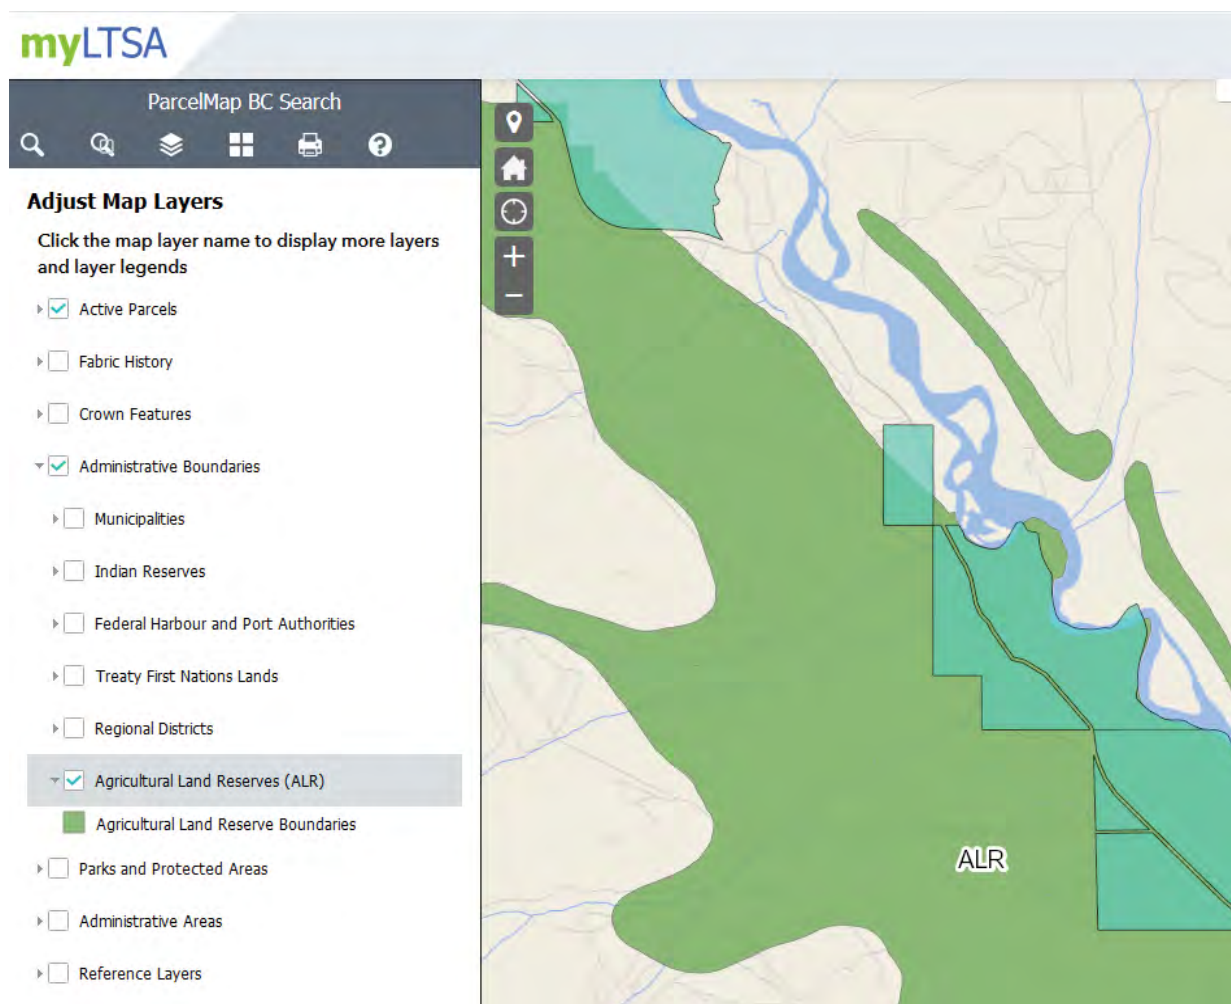 myLTSA
ParcelMap BC Search
Adjust Map Layers
Click the map layer name to display more layers
and layer legends
Active Parcels
Fabric History
Crown Features
Administrative Boundaries
Municipalities
Indian Reserves
Federal Harbour and Port Authorities
Treaty First Nations Lands
Regional Districts
Agricultural Land Reserves (ALR)
Agricultural Land Reserve Boundaries
Parks and Protected Areas
Administrative Areas
Reference Layers
ALR